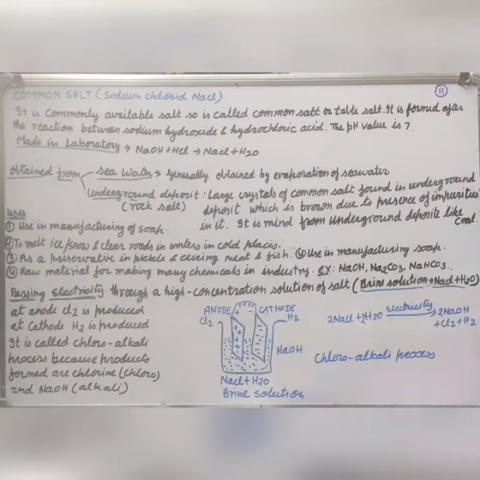 COMMON SALT (Sodium Chlorid Nacl)
11
It is Commonly available salt so is called common saltt or table salt. It is formed after
the reaction between sodium hydroxide & hydrochloric acid. The pH value is 7.
Made in Laboratory → NaOH + Hcl → Nacl + H2O
obtained from
sea Water → generally obtained by evaporation of seawater
Underground deposit : Large crystals of common salt found in underground
(rock salt)
deposit which is brown due to presence of impurities
in it. It is mind from underground deposite like
Coal.
uses
① Use in manufacturing of soap.
② To melt ice/snow & clear roads in winters in cold places.
③ As a preservative in pickle & curing meat & fish. ④ Use in manufacturing soap.
Raw material for making many chemicals in industry. ex: NaOH, Na2CO3, NaHCO3.,
Passing Electricity through a high-concentration solution of salt (Brine solution → Nacl + H2O)
at anode cl2 is produced
at Cathode H2 is produced
It is called chloro-alkali
process because products
formed are chlorine (chloro)
and NaOH (alkali)
ANODE
CATHODE
Cl2
H2
NaOH
Nacl + H2O
Brine solution
2Nacl + 2H2O Electricity → 2NaOH
+ Cl2 + H2
Chloro-alkali process